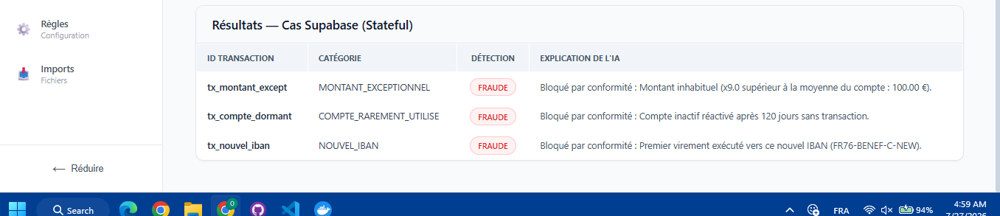 Règles
Configuration
Imports
Fichiers
← Réduire
Résultats — Cas Supabase (Stateful)
ID TRANSACTION CATÉGORIE DÉTECTION EXPLICATION DE L'IA
tx_montant_except MONTANT_EXCEPTIONNEL FRAUDE Bloqué par conformité : Montant inhabituel (x9.0 supérieur à la moyenne du compte : 100.00 €).
tx_compte_dormant COMPTE_RAREMENT_UTILISE FRAUDE Bloqué par conformité : Compte inactif réactivé après 120 jours sans transaction.
tx_nouvel_iban NOUVEL_IBAN FRAUDE Bloqué par conformité : Premier virement exécuté vers ce nouvel IBAN (FR76-BENEF-C-NEW).
Search 0 FRA 94% 4:59 AM
7/27/2026